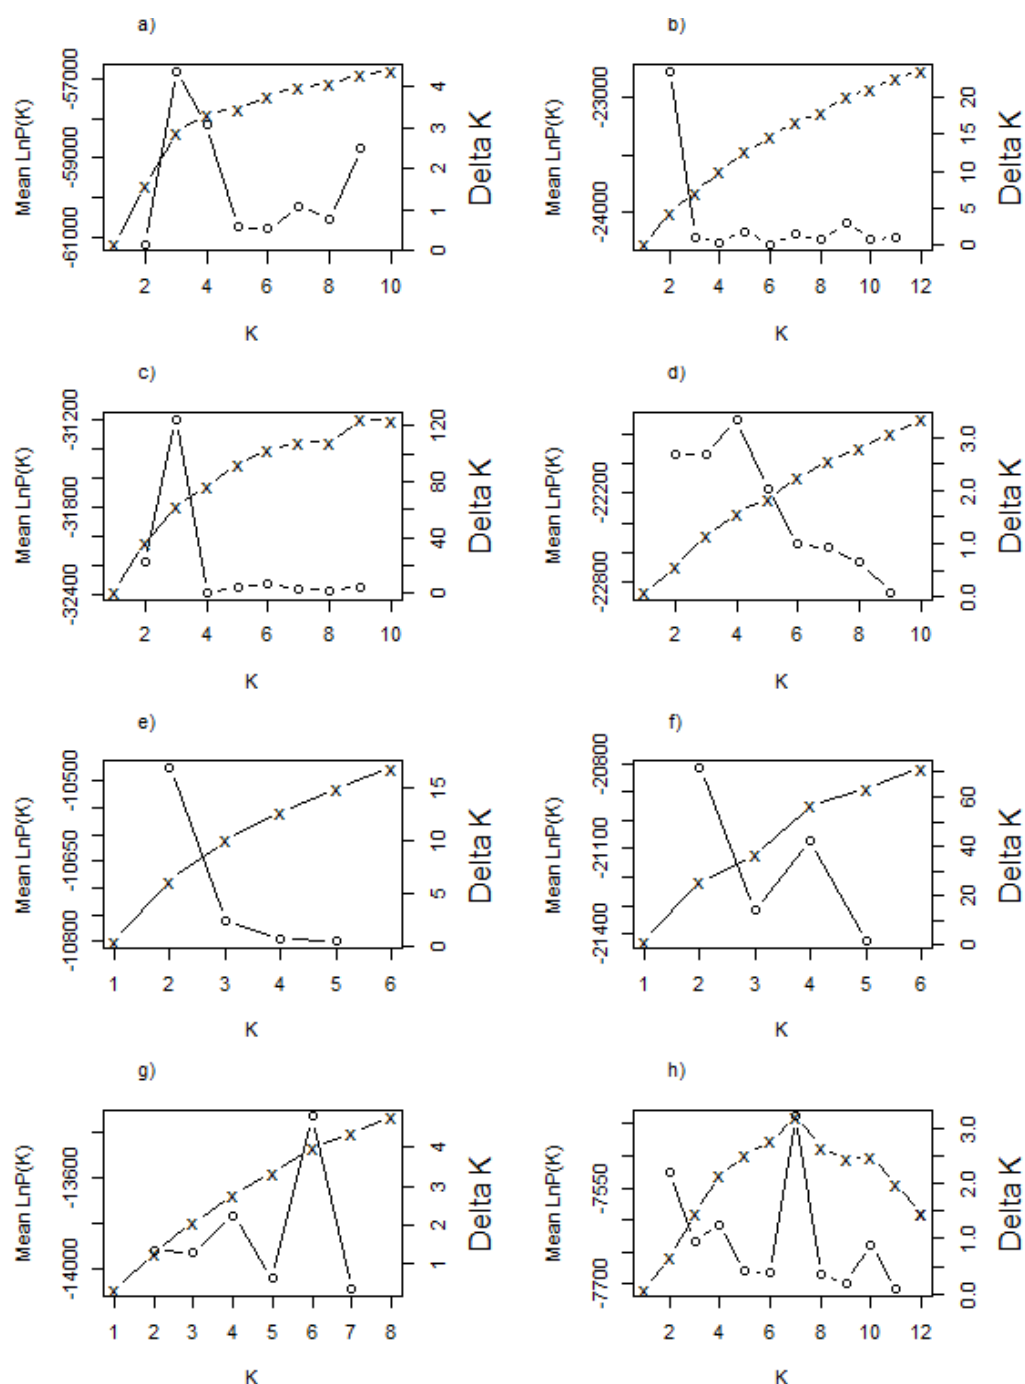 a)
Mean LnP(K)
-61000 -59000 -57000
0 1 2 3 4
Delta K
2 4 6 8 10
K
b)
Mean LnP(K)
-24000 -23000
0 5 10 15 20
Delta K
2 4 6 8 10 12
K
c)
Mean LnP(K)
-32400 -31800 -31200
0 40 80 120
Delta K
2 4 6 8 10
K
d)
Mean LnP(K)
-22800 -22200
0.0 1.0 2.0 3.0
Delta K
2 4 6 8 10
K
e)
Mean LnP(K)
-10800 -10650 -10500
0 5 10 15
Delta K
1 2 3 4 5 6
K
f)
Mean LnP(K)
-21400 -21100 -20800
0 20 40 60
Delta K
1 2 3 4 5 6
K
g)
Mean LnP(K)
-14000 -13600
1 2 3 4
Delta K
1 2 3 4 5 6 7 8
K
h)
Mean LnP(K)
-7700 -7550
0.0 1.0 2.0 3.0
Delta K
2 4 6 8 10 12
K